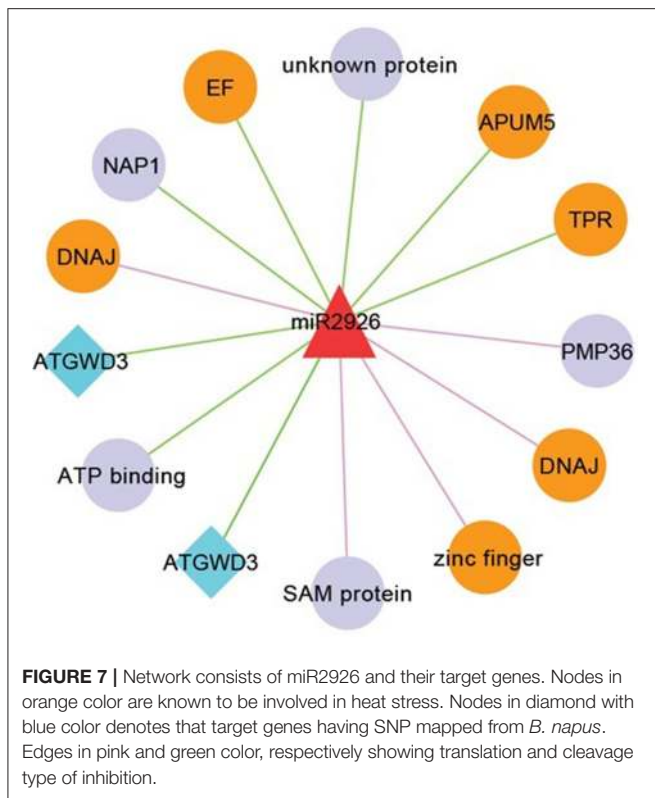 unknown protein
EF
APUM5
NAP1
TPR
DNAJ
miR2926
ATGWD3
PMP36
ATP binding
DNAJ
ATGWD3
zinc finger
SAM protein
FIGURE 7 | Network consists of miR2926 and their target genes. Nodes in
orange color are known to be involved in heat stress. Nodes in diamond with
blue color denotes that target genes having SNP mapped from B. napus.
Edges in pink and green color, respectively showing translation and cleavage
type of inhibition.